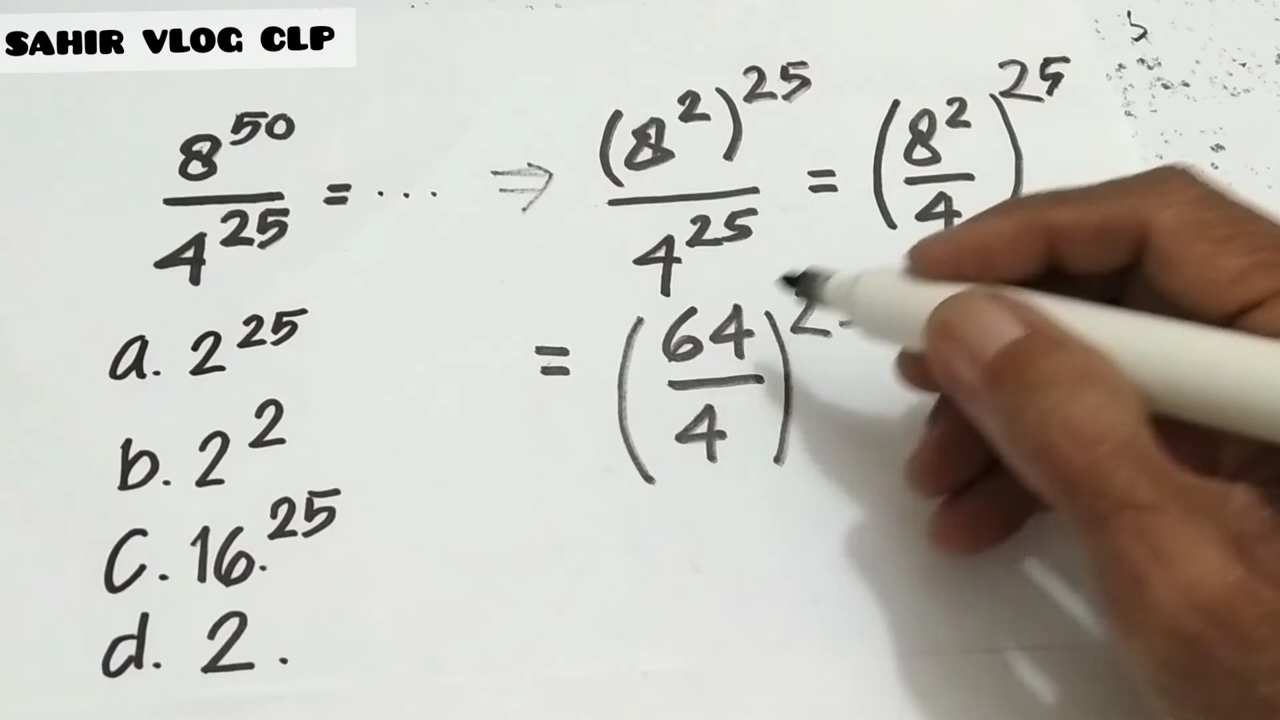 SAHIR VLOG CLP
8^50 / 4^25 = ... ⇒ (8^2)^25 / 4^25 = (8^2 / 4)^25
= (64 / 4)^2
a. 2^25
b. 2^2
C. 16.^25
d. 2.